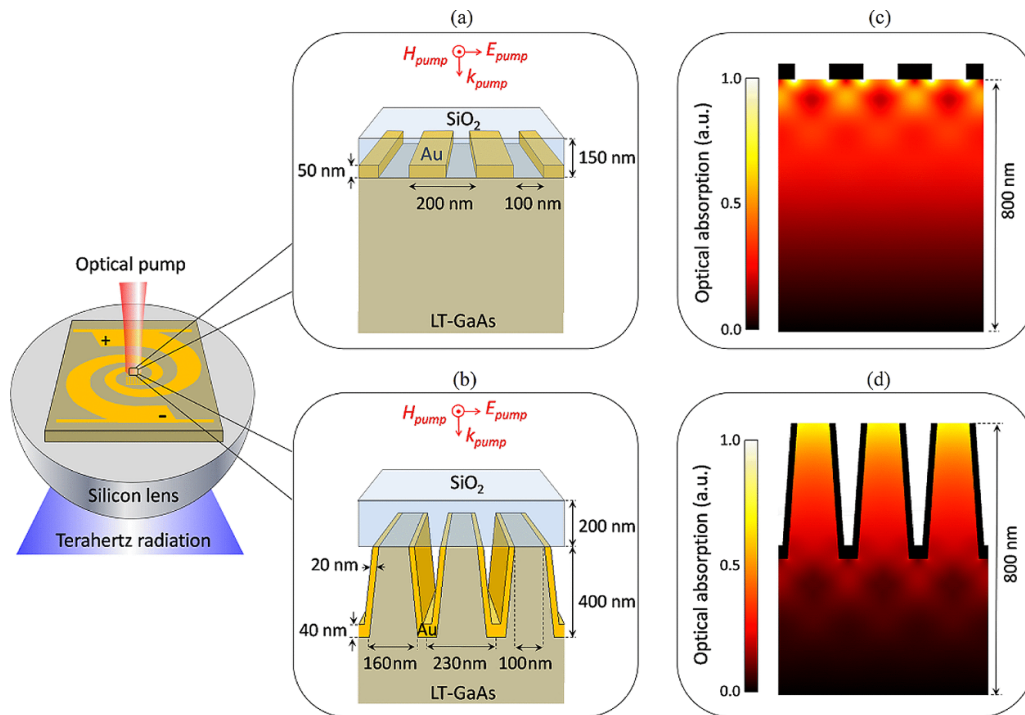 (a)
H_pump E_pump
k_pump
SiO₂
Au
50 nm
150 nm
200 nm
100 nm
LT-GaAs
(c)
1.0
0.5
0.0
Optical absorption (a.u.)
800 nm
Optical pump
+
-
Silicon lens
Terahertz radiation
(b)
H_pump E_pump
k_pump
SiO₂
200 nm
20 nm
400 nm
40 nm
Au
160nm
230nm
100nm
LT-GaAs
(d)
1.0
0.5
0.0
Optical absorption (a.u.)
800 nm